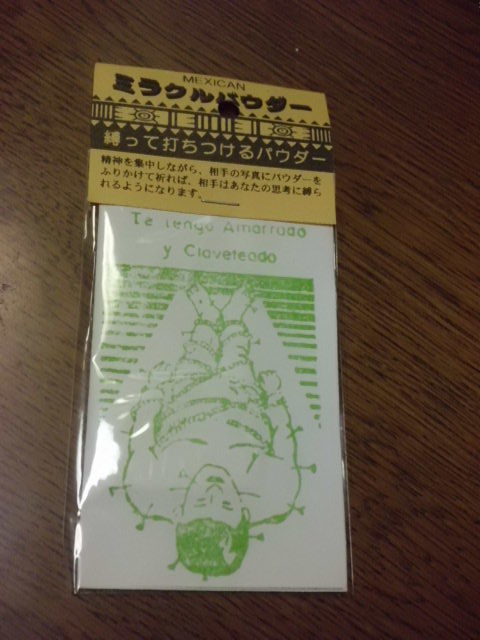 MEXICAN
ミラクルパウダー
縛って打ちつけるパウダー
精神を集中しながら、相手の写真にパウダーを
ふりかけて祈れば、相手はあなたの思考に縛ら
れるようになります。
Te Tengo Amarrado
y Claveteado